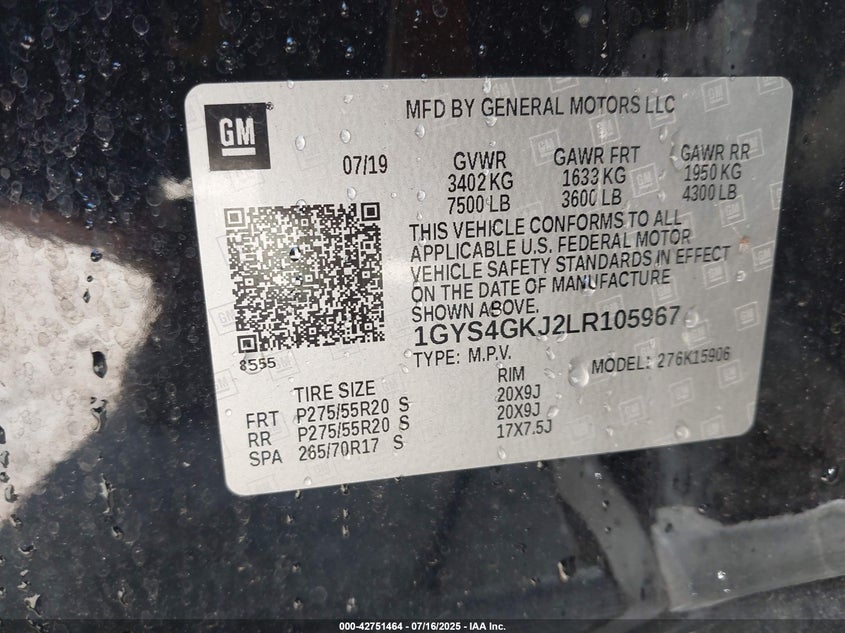 GM
MFD BY GENERAL MOTORS LLC
07/19
GVWR GAWR FRT GAWR RR
3402 KG 1633 KG 1950 KG
7500 LB 3600 LB 4300 LB
THIS VEHICLE CONFORMS TO ALL
APPLICABLE U.S. FEDERAL MOTOR
VEHICLE SAFETY STANDARDS IN EFFECT
ON THE DATE OF MANUFACTURE
SHOWN ABOVE.
1GYS4GKJ2LR105967
8555
TYPE: M.P.V. MODEL: 276K15906
TIRE SIZE RIM
FRT P275/55R20 S 20X9J
RR P275/55R20 S 20X9J
SPA 265/70R17 S 17X7.5J
000-42751464 - 07/16/2025 - IAA Inc.